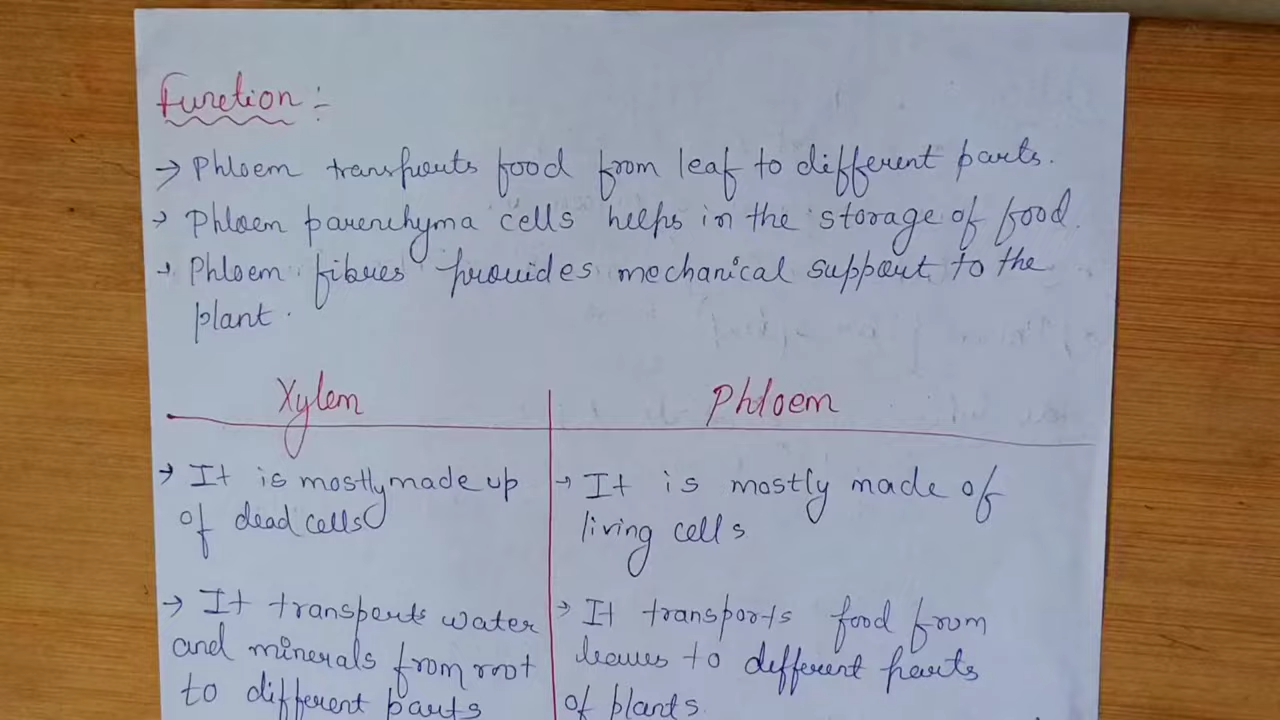 Function :-
→ Phloem transports food from leaf to different parts.
→ Phloem parenchyma cells helps in the storage of food.
→ Phloem fibres provides mechanical support to the
plant.
Xylem
Phloem
→ It is mostly made up
of dead cells
→ It is mostly made of
living cells
→ It transports water
and minerals from root
to different parts
→ It transports food from
leaves to different parts
of plants.